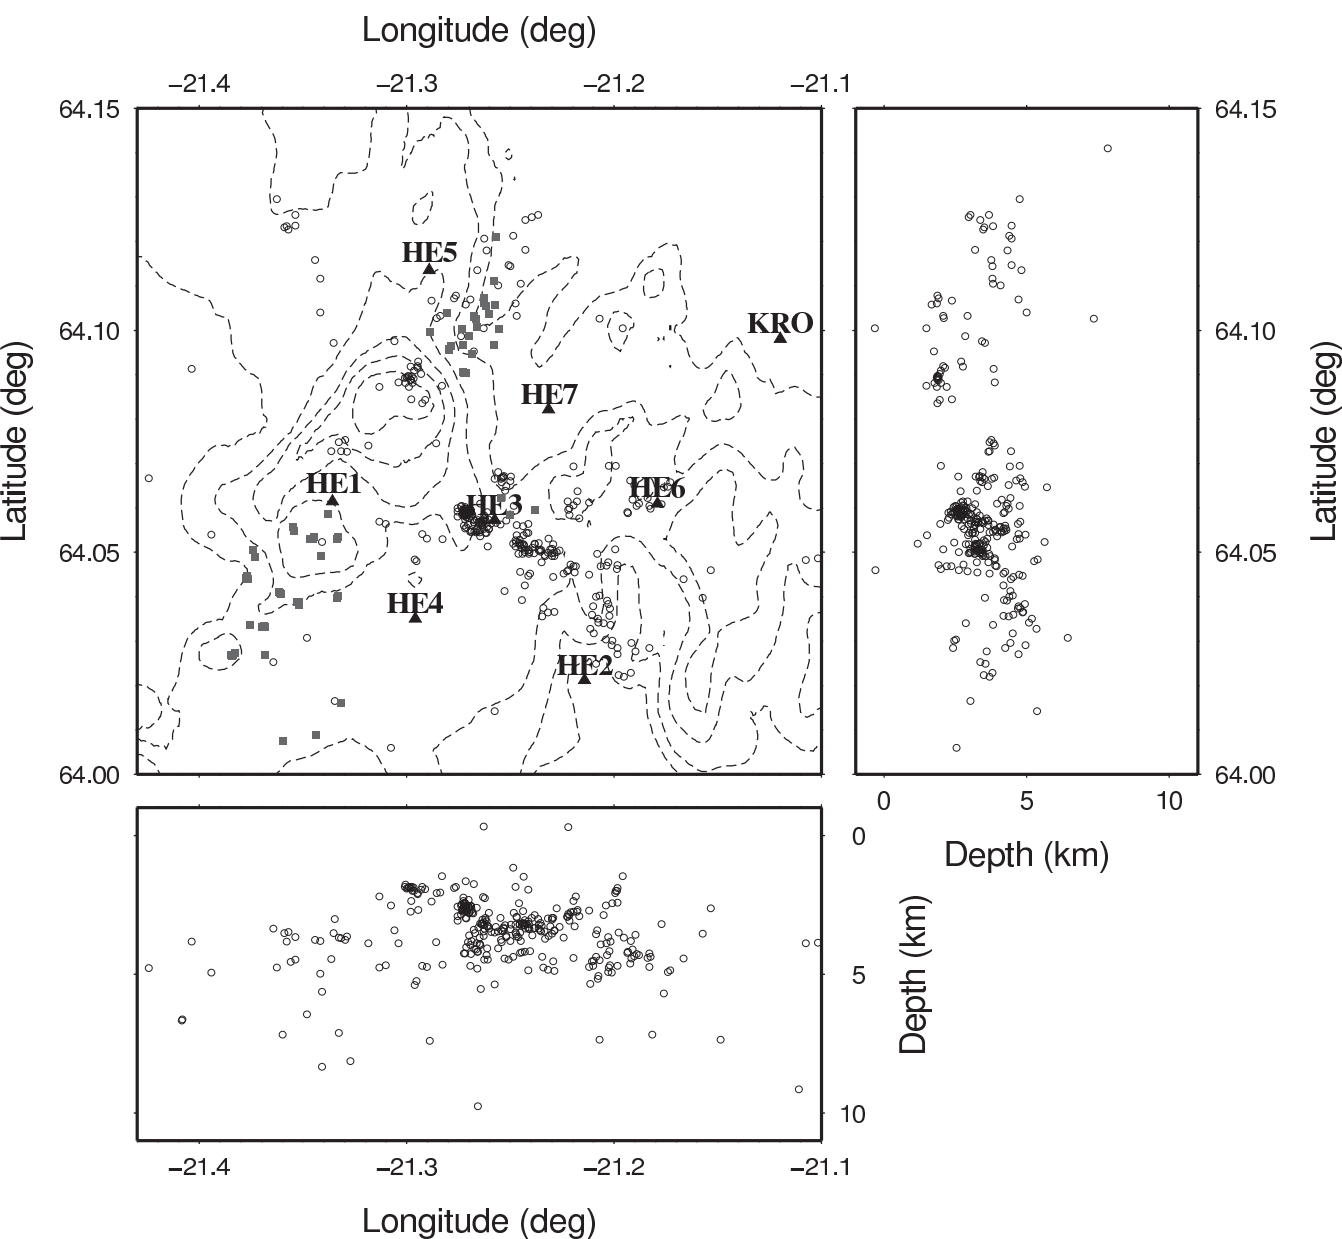 Longitude (deg)
−21.4 −21.3 −21.2 −21.1
64.15 64.15
HE5
64.10 KRO 64.10
HE7
Latitude (deg) Latitude (deg)
HE1 HE3 HE6
64.05 64.05
HE4
HE2
64.00 64.00
0 5 10
Depth (km)
0
Depth (km)
5
10
−21.4 −21.3 −21.2 −21.1
Longitude (deg)